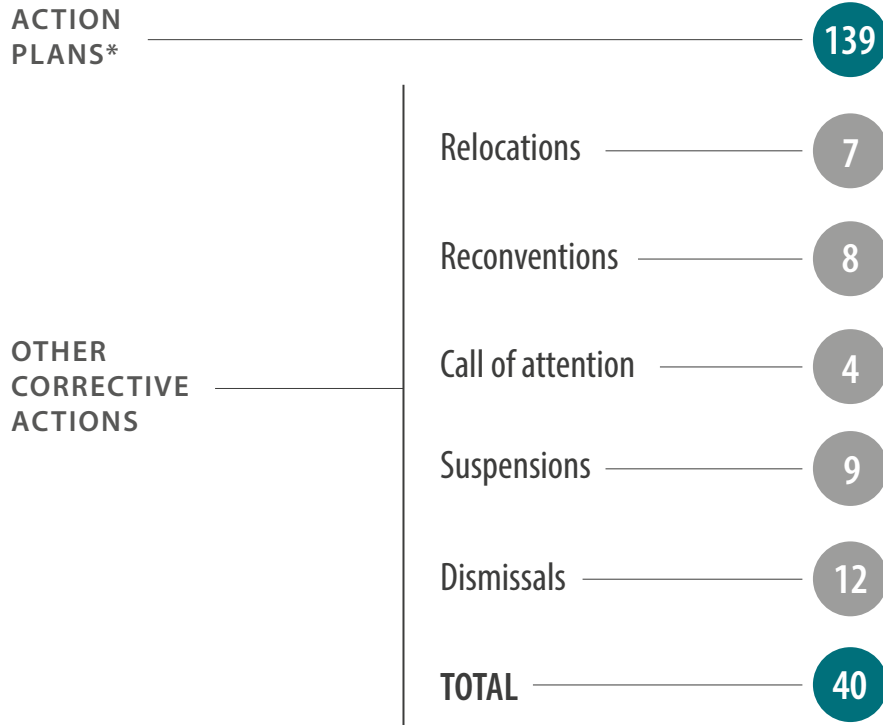 ACTION
PLANS*
139
Relocations
7
Reconventions
8
OTHER
CORRECTIVE
ACTIONS
Call of attention
4
Suspensions
9
Dismissals
12
TOTAL
40